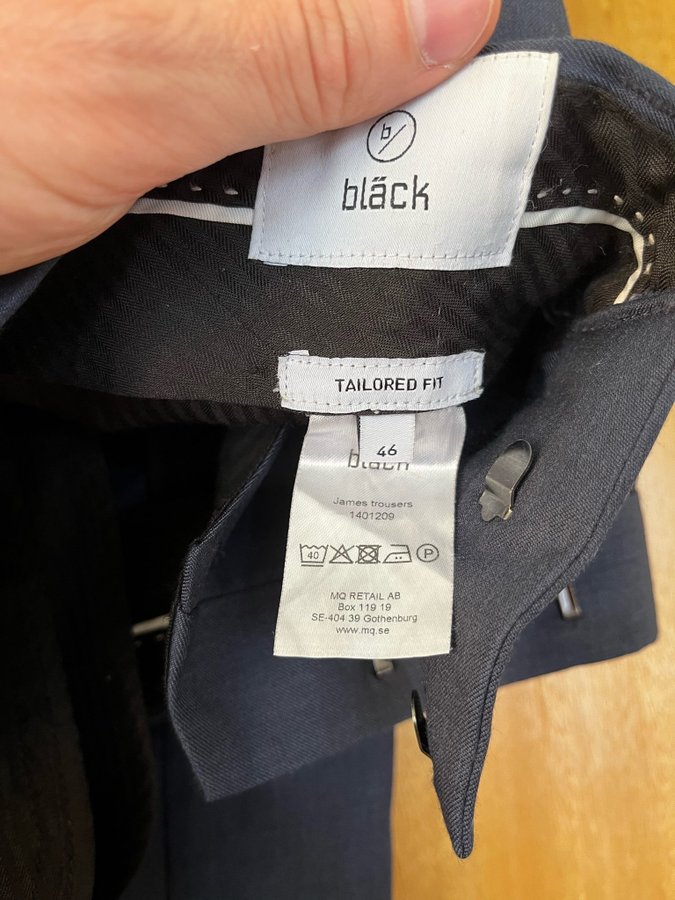 b/
bläck
TAILORED FIT
46
bläck
James trousers
1401209
40 P
MQ RETAIL AB
Box 119 19
SE-404 39 Gothenburg
www.mq.se